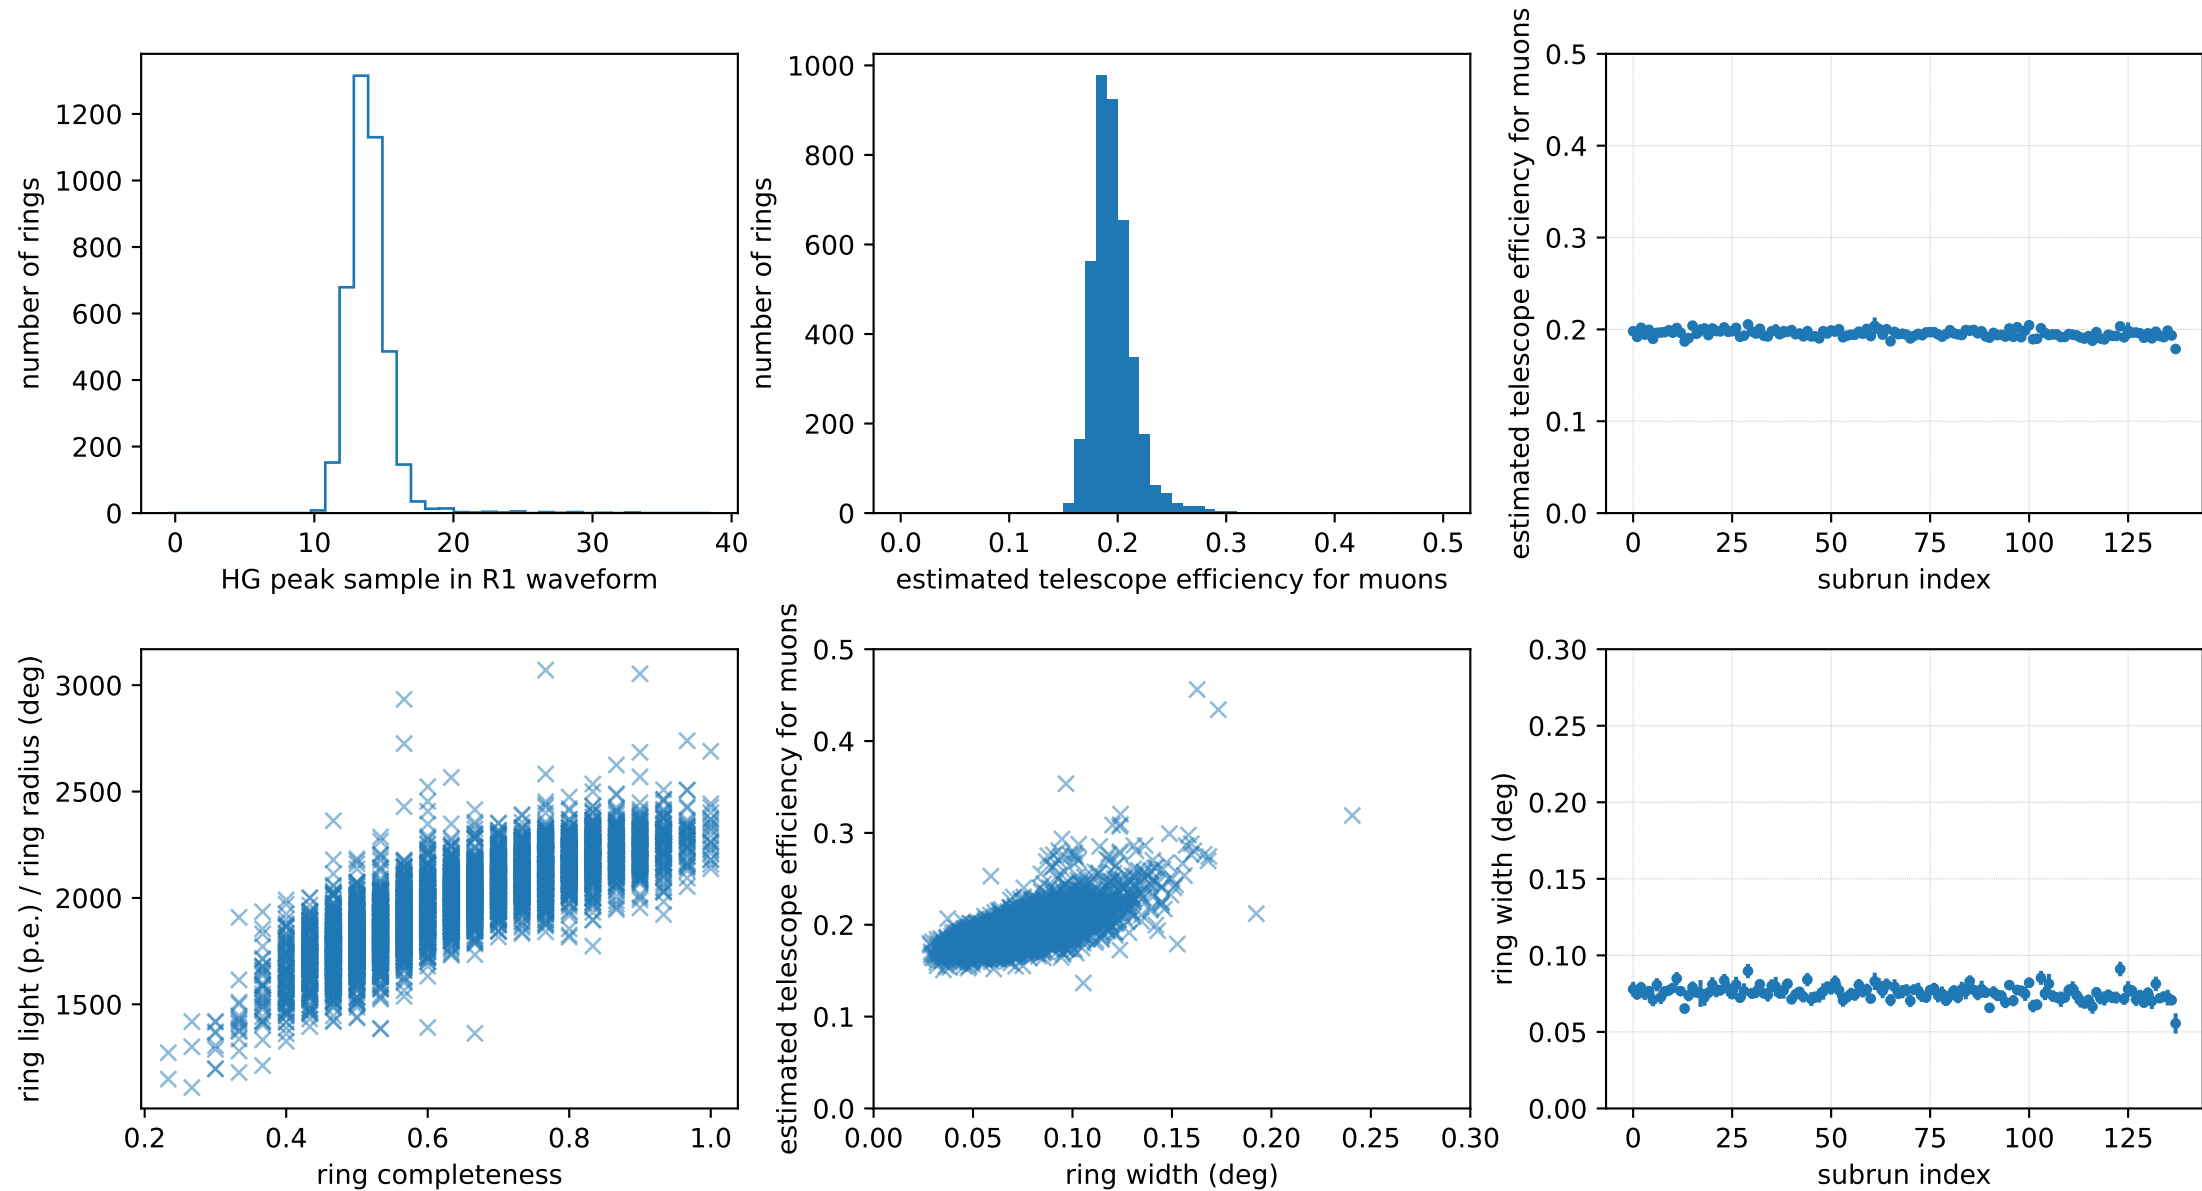 number of rings
1200
1000
800
600
400
200
0
0 10 20 30 40
HG peak sample in R1 waveform
number of rings
1000
800
600
400
200
0
0.0 0.1 0.2 0.3 0.4 0.5
estimated telescope efficiency for muons
estimated telescope efficiency for muons
0.5
0.4
0.3
0.2
0.1
0.0
0 25 50 75 100 125
subrun index
ring light (p.e.) / ring radius (deg)
3000
2500
2000
1500
0.2 0.4 0.6 0.8 1.0
ring completeness
estimated telescope efficiency for muons
0.5
0.4
0.3
0.2
0.1
0.0
0.00 0.05 0.10 0.15 0.20 0.25 0.30
ring width (deg)
ring width (deg)
0.30
0.25
0.20
0.15
0.10
0.05
0.00
0 25 50 75 100 125
subrun index